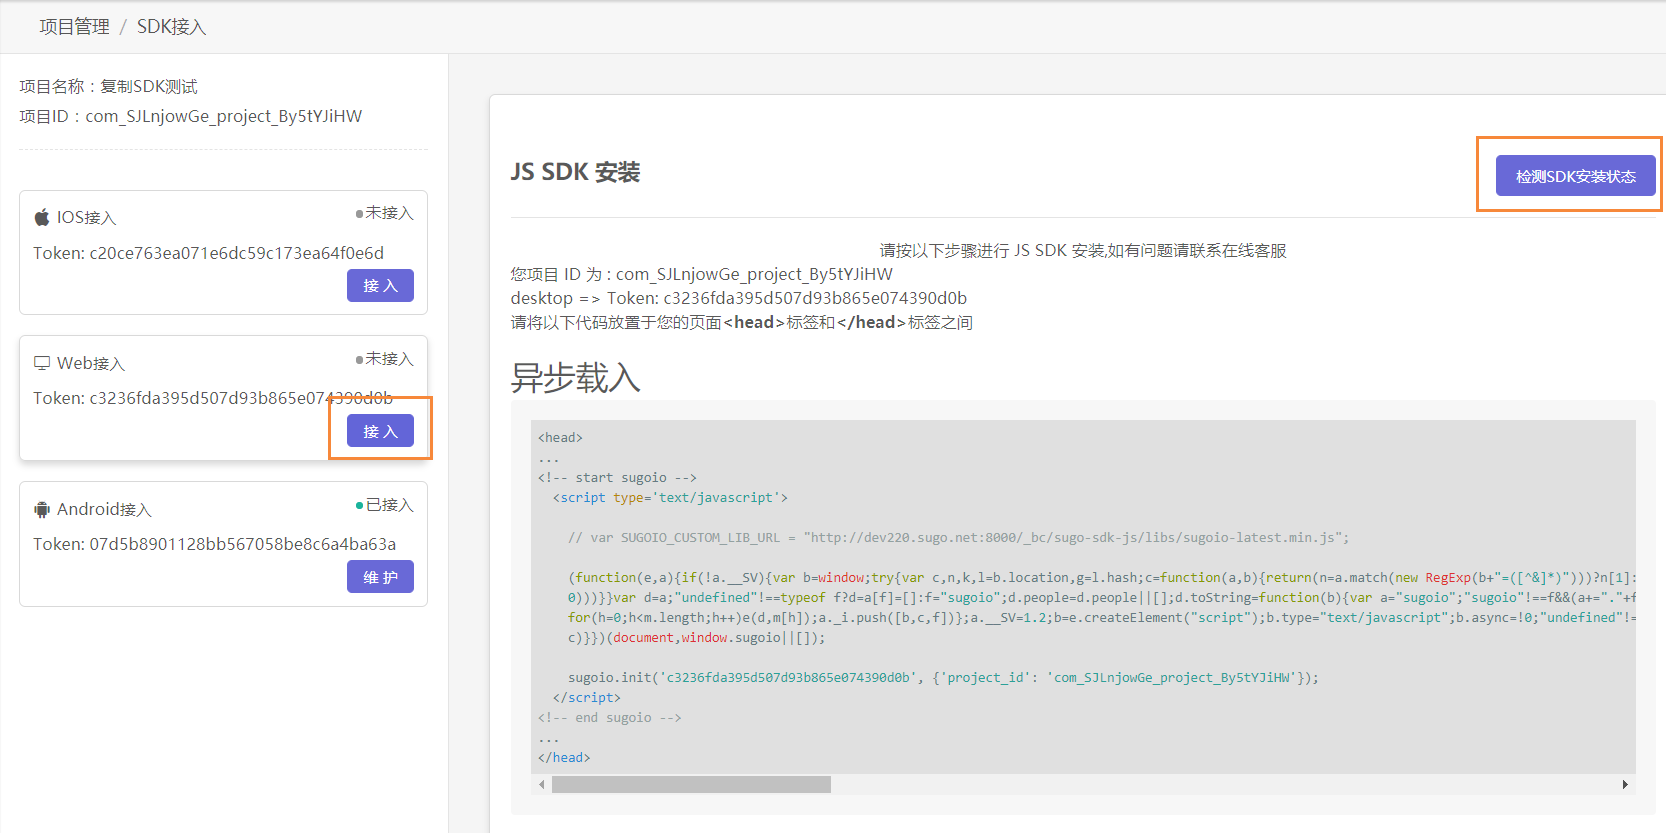 项目管理 / SDK接入
项目名称：复制SDK测试
项目ID：com_SJLnjowGe_project_By5tYJiHW
IOS接入
未接入
Token: c20ce763ea071e6dc59c173ea64f0e6d
接 入
Web接入
未接入
Token: c3236fda395d507d93b865e074390d0b
接 入
Android接入
已接入
Token: 07d5b8901128bb567058be8c6a4ba63a
维 护
JS SDK 安装
检测SDK安装状态
请按以下步骤进行 JS SDK 安装,如有问题请联系在线客服
您项目 ID 为 : com_SJLnjowGe_project_By5tYJiHW
desktop => Token: c3236fda395d507d93b865e074390d0b
请将以下代码放置于您的页面<head>标签和</head>标签之间
异步载入
<head>
...
<!-- start sugoio -->
<script type='text/javascript'>
// var SUGOIO_CUSTOM_LIB_URL = "http://dev220.sugo.net:8000/_bc/sugo-sdk-js/libs/sugoio-latest.min.js";
(function(e,a){if(!a.__SV){var b=window;try{var c,n,k,l=b.location,g=l.hash;c=function(a,b){return(n=a.match(new RegExp(b+"=([^&]*)")))?n[1]:
0)))}}var d=a;"undefined"!==typeof f?d=a[f]=[]:f="sugoio";d.people=d.people||[];d.toString=function(b){var a="sugoio";"sugoio"!==f&&(a+="."+f
for(h=0;h<m.length;h++)e(d,m[h]);a._i.push([b,c,f])};a.__SV=1.2;b=e.createElement("script");b.type="text/javascript";b.async=!0;"undefined"!=
c)}})(document,window.sugoio||[]);
sugoio.init('c3236fda395d507d93b865e074390d0b', {'project_id': 'com_SJLnjowGe_project_By5tYJiHW'});
</script>
<!-- end sugoio -->
...
</head>